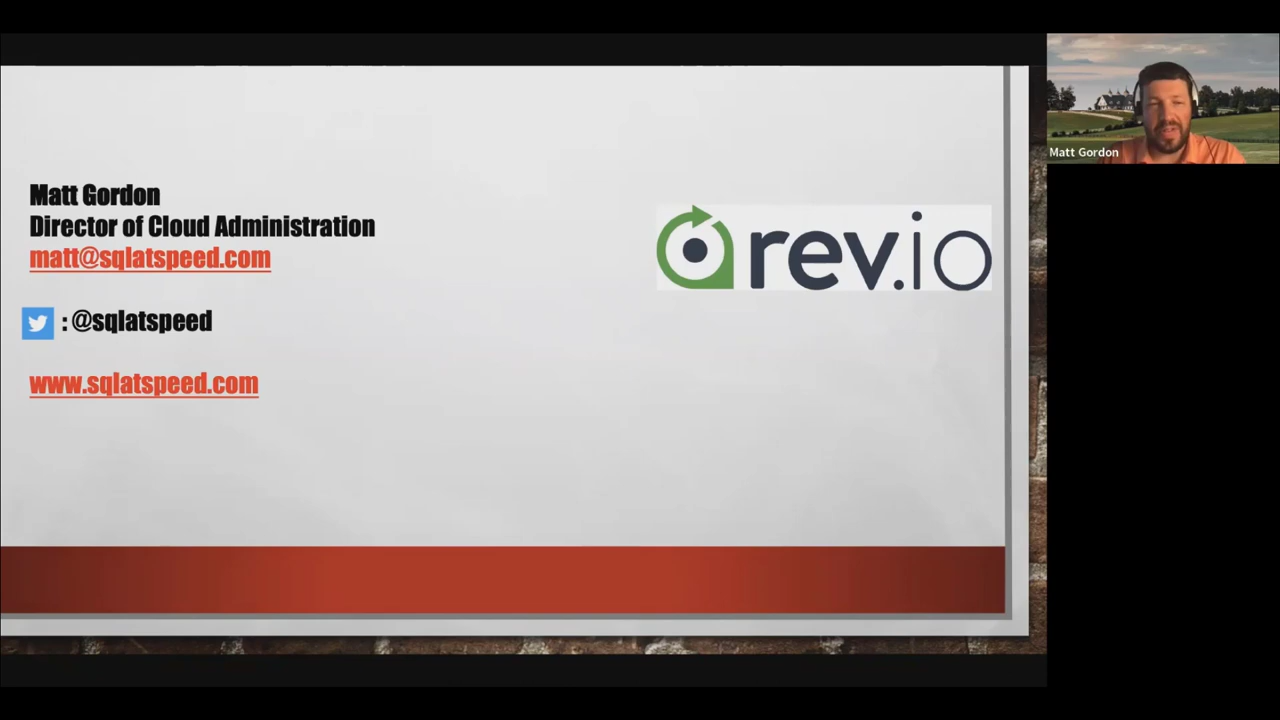 Matt Gordon
Director of Cloud Administration
matt@sqlatspeed.com
: @sqlatspeed
www.sqlatspeed.com
rev.io
Matt Gordon